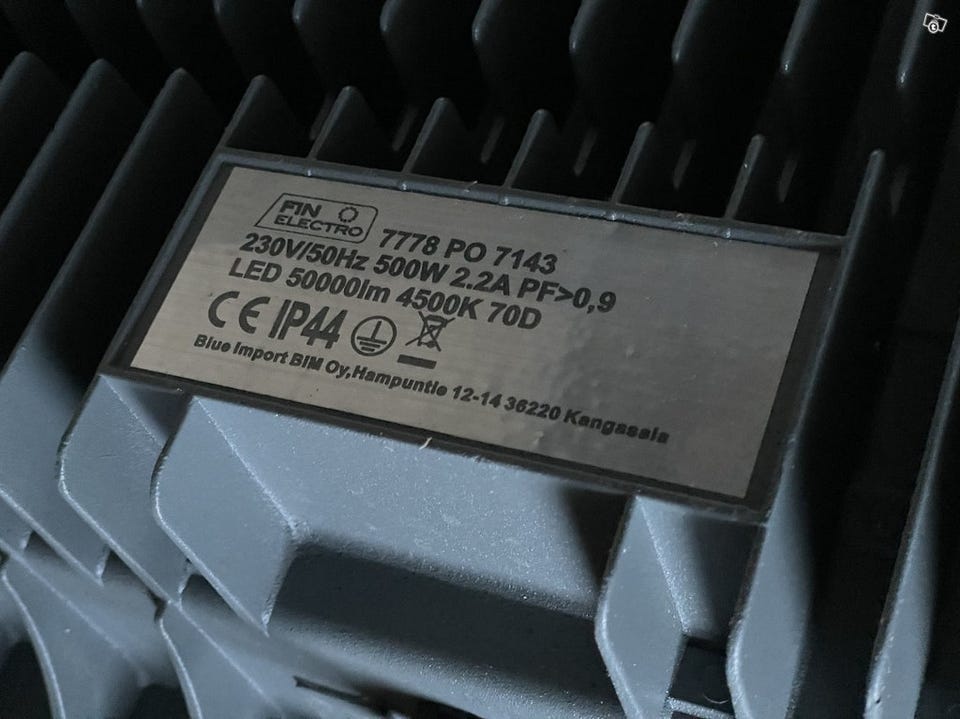 FIN
ELECTRO
7778 PO 7143
230V/50Hz 500W 2.2A PF>0,9
LED 50000lm 4500K 70D
CE IP44
Blue Import BIM Oy,Hampuntie 12-14 36220 Kangasala